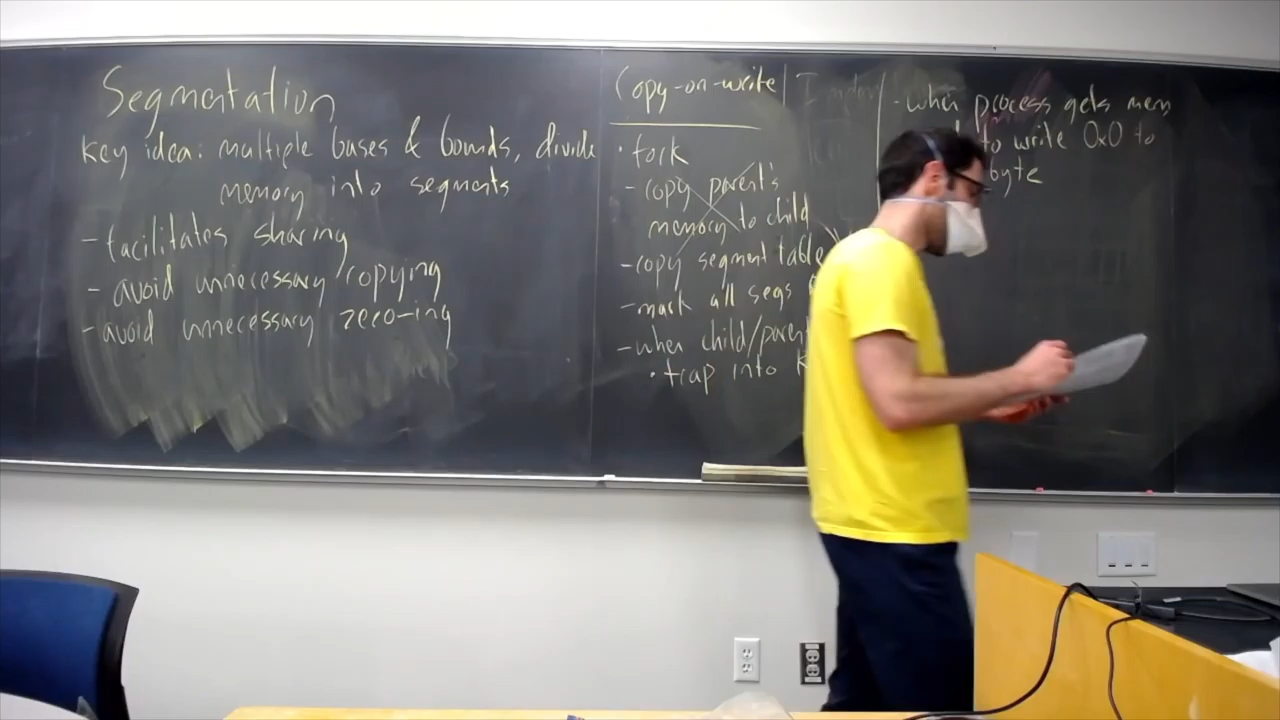 Segmentation
Key idea: multiple bases & bounds, divide
memory into segments
- facilitates sharing
- avoid unnecessary copying
- avoid unnecessary zero-ing
Copy-on-write
· fork
- copy parent's
memory to child
- copy segment table
- mark all segs
- when child/parent
· trap into K
- when process gets mem
to write 0x0 to
byte